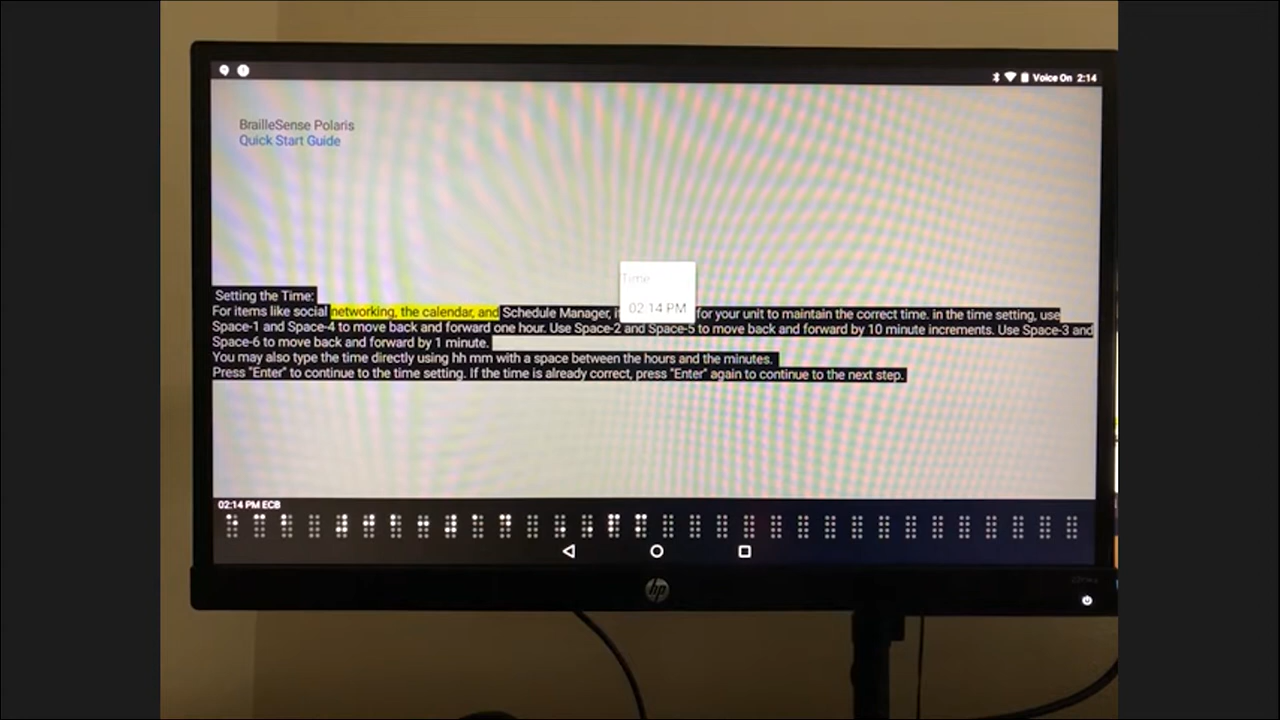 Voice On 2:14
BrailleSense Polaris
Quick Start Guide
Time
02:14 PM
Setting the Time:
For items like social networking, the calendar, and Schedule Manager, for your unit to maintain the correct time. in the time setting, use
Space-1 and Space-4 to move back and forward one hour. Use Space-2 and Space-5 to move back and forward by 10 minute increments. Use Space-3 and
Space-6 to move back and forward by 1 minute.
You may also type the time directly using hh mm with a space between the hours and the minutes.
Press "Enter" to continue to the time setting. If the time is already correct, press "Enter" again to continue to the next step.
02:14 PM ECB
hp